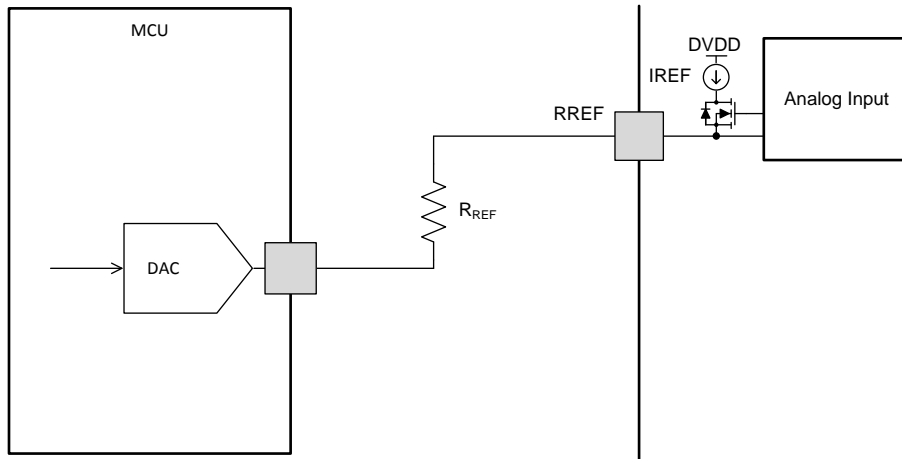 MCU
DVDD
IREF
Analog Input
RREF
RREF
DAC